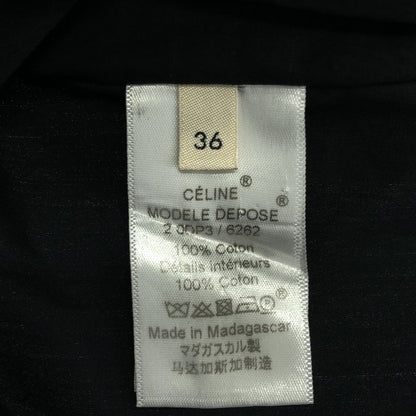 36
CÉLINE®
MODELE DEPOSE®
2 0DP3 / 6262
100% Coton
Détails intérieurs
100% Coton
Made in Madagascar
マダガスカル製
马达加斯加制造